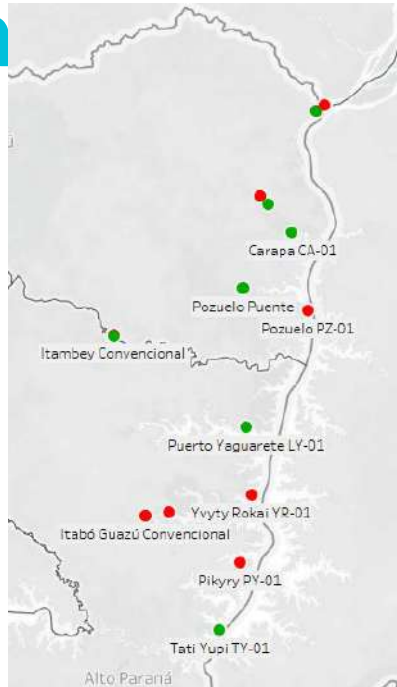 Carapa CA-01
Pozuelo Puente
Pozuelo PZ-01
Itambey Convencional
Puerto Yaguarete LY-01
Yvyty Rokai YR-01
Itabó Guazú Convencional
Pikyry PY-01
Tati Yupi TY-01
Alto Paraná